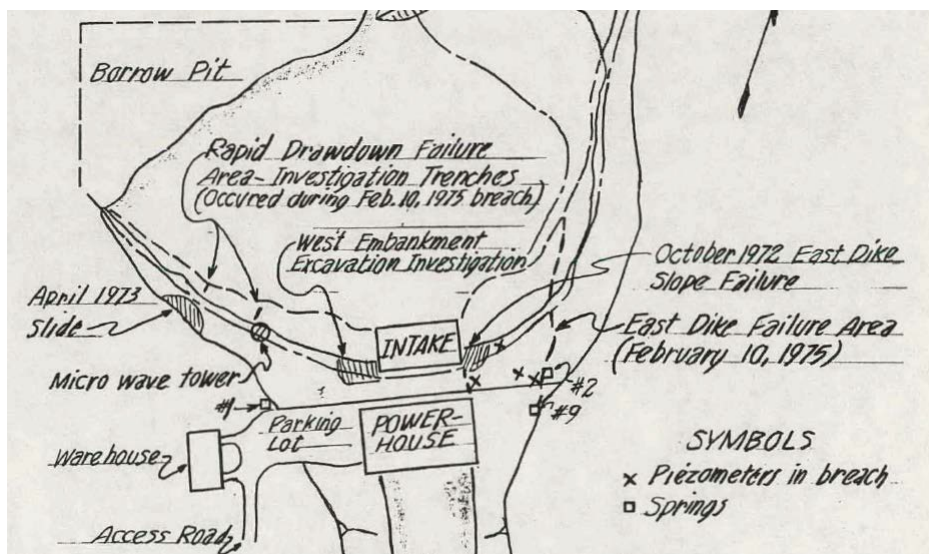 Borrow Pit
Rapid Drawdown Failure
Area-Investigation Trenches
(Occured during Feb. 10, 1975 breach)
West Embankment
Excavation Investigation
October 1972 East Dike
Slope Failure
April 1973
Slide
INTAKE
East Dike Failure Area
(February 10, 1975)
Micro wave tower
#2
#1
#9
Parking
Lot
POWER-
HOUSE
SYMBOLS
Warehouse
x Piezometers in breach
□ Springs
Access Road